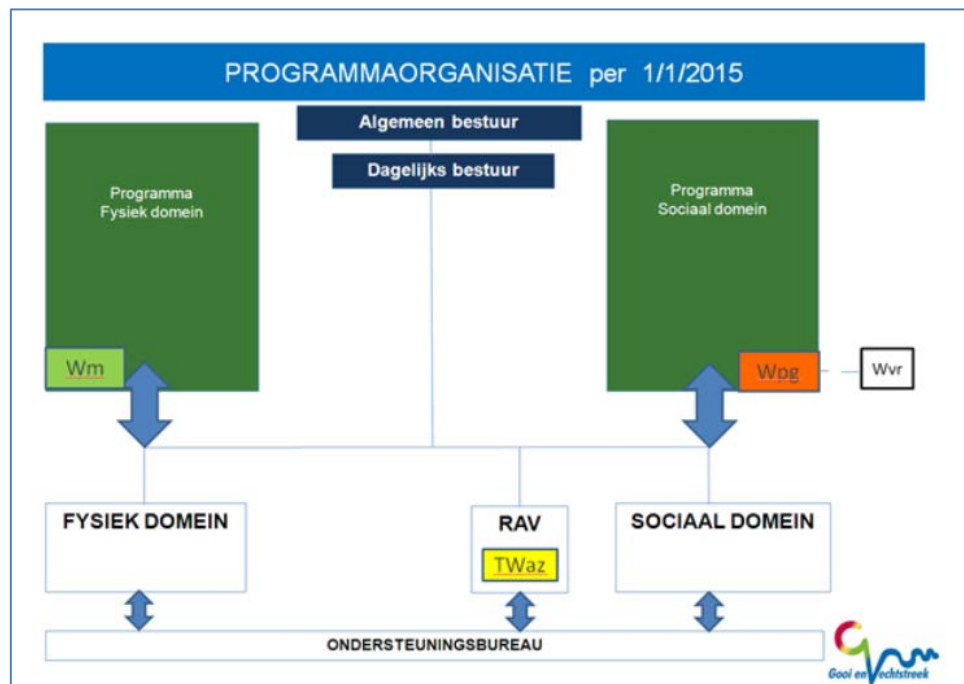 PROGRAMMAORGANISATIE per 1/1/2015
Algemeen bestuur
Dagelijks bestuur
Programma
Fysiek domein
Programma
Sociaal domein
Wm
Wpg
Wvr
FYSIEK DOMEIN
RAV
SOCIAAL DOMEIN
TWaz
ONDERSTEUNINGSBUREAU
Gooi en Vechtstreek